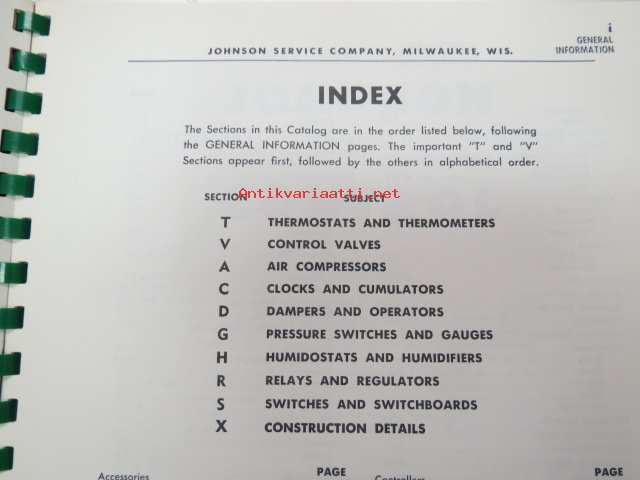 i
GENERAL
INFORMATION
JOHNSON SERVICE COMPANY, MILWAUKEE, WIS.
INDEX
The Sections in this Catalog are in the order listed below, following
the GENERAL INFORMATION pages. The important "T" and "V"
Sections appear first, followed by the others in alphabetical order.
Antikvariaatti.net
SECTION SUBJECT
T THERMOSTATS AND THERMOMETERS
V CONTROL VALVES
A AIR COMPRESSORS
C CLOCKS AND CUMULATORS
D DAMPERS AND OPERATORS
G PRESSURE SWITCHES AND GAUGES
H HUMIDOSTATS AND HUMIDIFIERS
R RELAYS AND REGULATORS
S SWITCHES AND SWITCHBOARDS
X CONSTRUCTION DETAILS
PAGE PAGE
Accessories Controllers